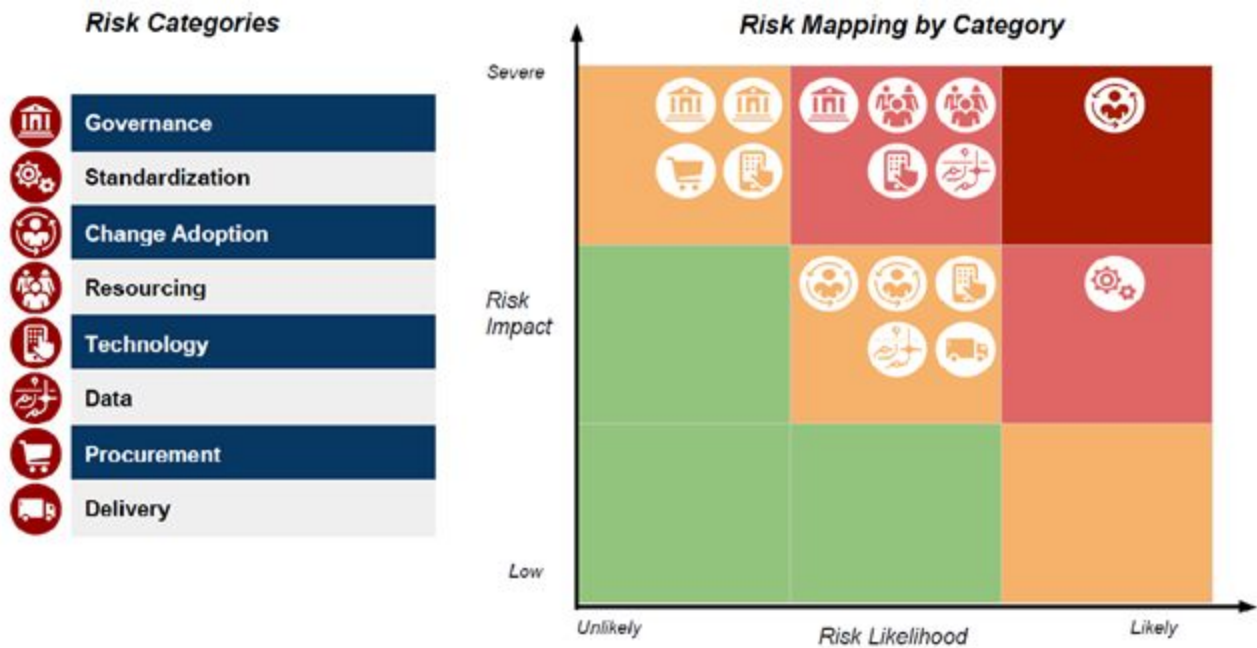 Risk Categories
Governance
Standardization
Change Adoption
Resourcing
Technology
Data
Procurement
Delivery
Risk Mapping by Category
Severe
Risk
Impact
Low
Unlikely
Risk Likelihood
Likely